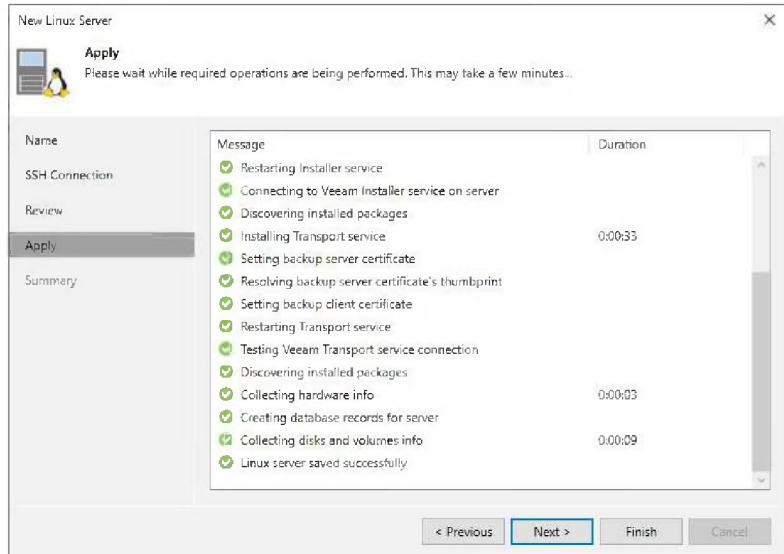 New Linux Server
Apply
Please wait while required operations are being performed. This may take a few minutes...
Name
SSH Connection
Review
Apply
Summary
Message Duration
Restarting Installer service
Connecting to Veeam Installer service on server
Discovering installed packages
Installing Transport service 0:00:33
Setting backup server certificate
Resolving backup server certificate's thumbprint
Setting backup client certificate
Restarting Transport service
Testing Veeam Transport service connection
Discovering installed packages
Collecting hardware info 0:00:03
Creating database records for server
Collecting disks and volumes info 0:00:09
Linux server saved successfully
< Previous Next > Finish Cancel